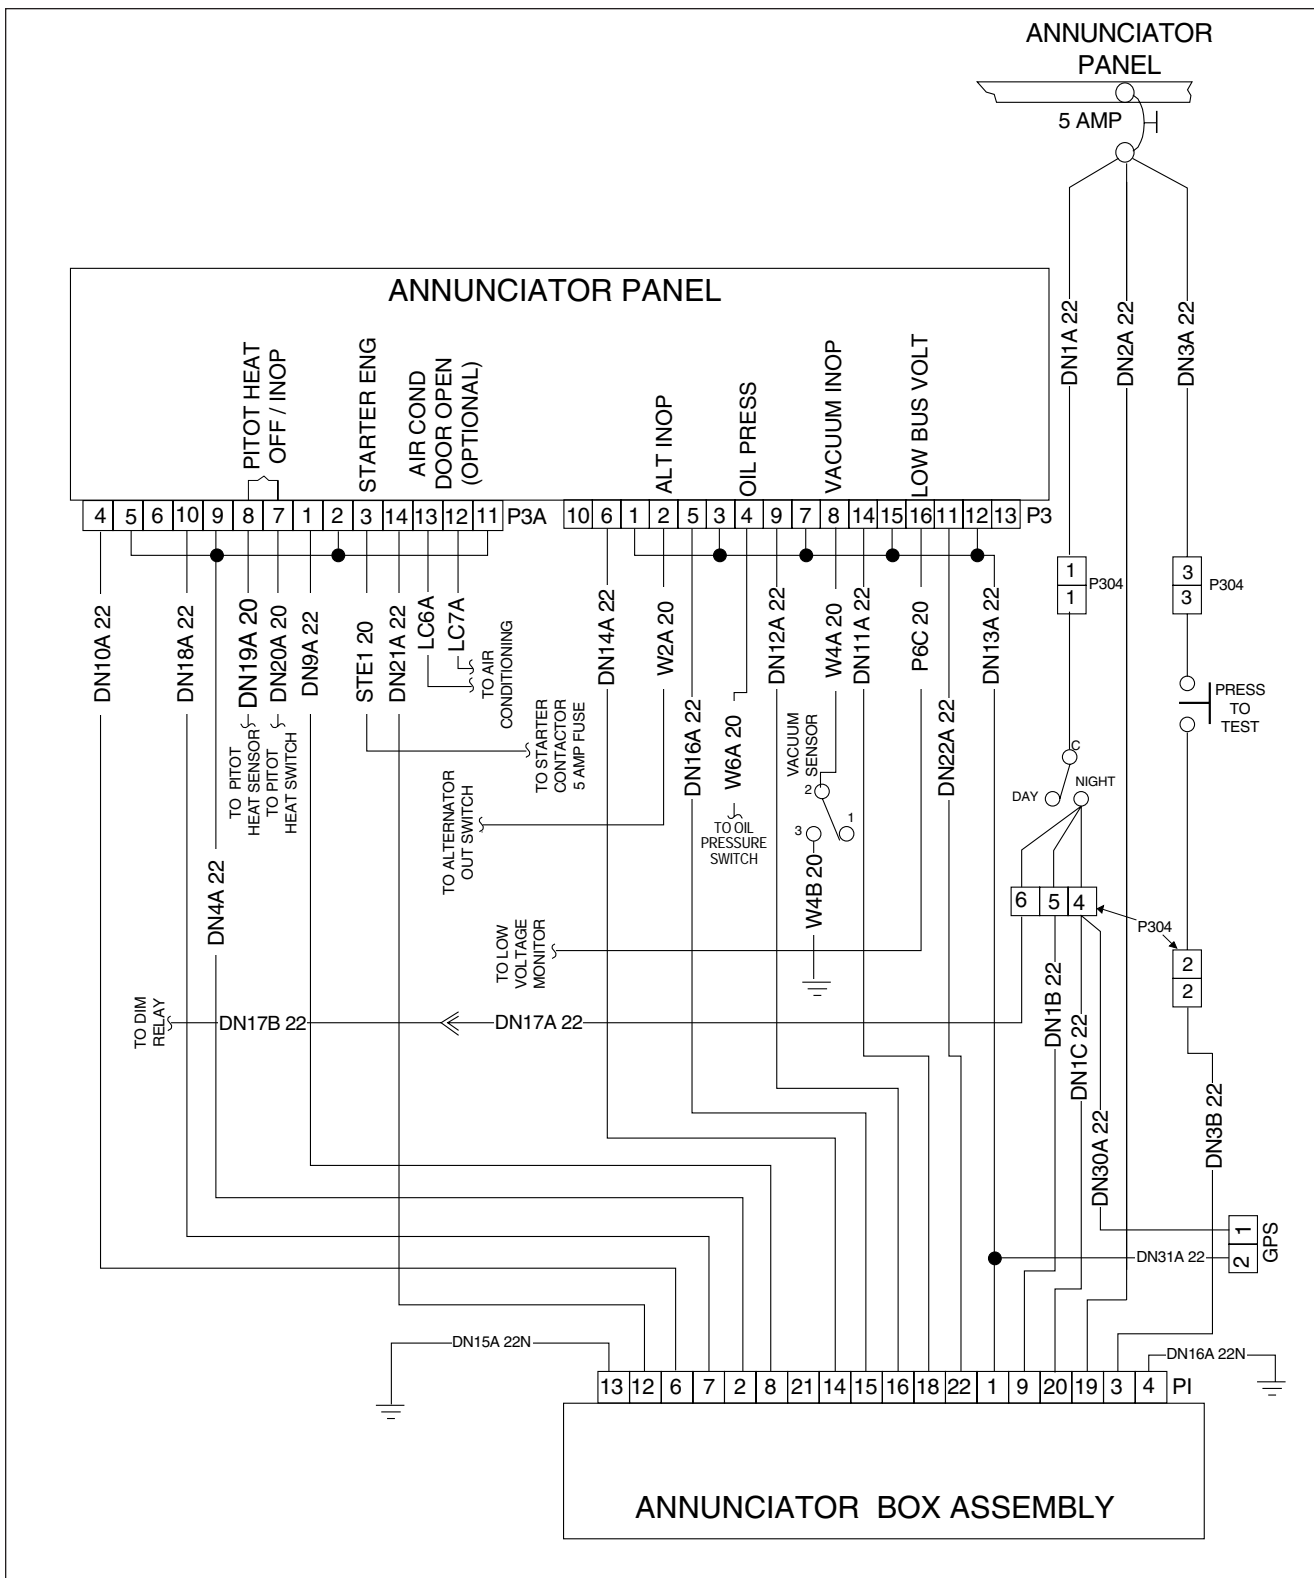 ANNUNCIATOR
PANEL
5 AMP
DN1A 22
DN2A 22
DN3A 22
ANNUNCIATOR PANEL
PITOT HEAT
OFF / INOP
STARTER ENG
AIR COND
DOOR OPEN
(OPTIONAL)
ALT INOP
OIL PRESS
VACUUM INOP
LOW BUS VOLT
4 5 6 10 9 8 7 1 2 3 14 13 12 11 P3A
10 6 1 2 5 3 4 9 7 8 14 15 16 11 12 13 P3
1
1
P304
3
3
P304
DN10A 22
DN18A 22
DN4A 22
DN19A 20
DN20A 20
DN9A 22
STE1 20
DN21A 22
LC6A
LC7A
TO AIR
CONDITIONING
DN14A 22
W2A 20
DN16A 22
W6A 20
DN12A 22
W4A 20
DN11A 22
P6C 20
DN22A 22
DN13A 22
TO PITOT
HEAT SENSOR
TO PITOT
HEAT SWITCH
TO STARTER
CONTACTOR
5 AMP FUSE
TO ALTERNATOR
OUT SWITCH
TO OIL
PRESSURE
SWITCH
VACUUM
SENSOR
2
3
1
W4B 20
PRESS
TO
TEST
C
DAY
NIGHT
6 5 4
P304
2
2
TO LOW
VOLTAGE
MONITOR
TO DIM
RELAY
DN17B 22
DN17A 22
DN1B 22
DN1C 22
DN30A 22
DN3B 22
1
2
GPS
DN31A 22
DN15A 22N
DN16A 22N
13 12 6 7 2 8 21 14 15 16 18 22 1 9 20 19 3 4 PI
ANNUNCIATOR BOX ASSEMBLY